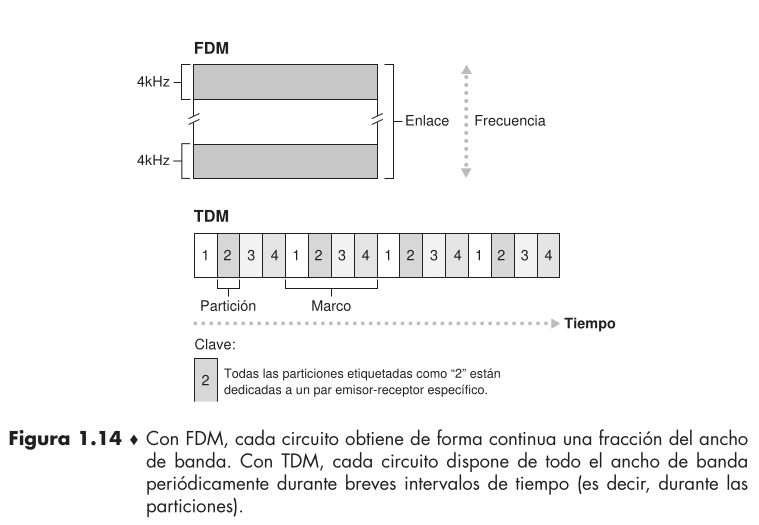 FDM
4kHz
Enlace
Frecuencia
4kHz
TDM
1 2 3 4 1 2 3 4 1 2 3 4 1 2 3 4
Partición
Marco
Tiempo
Clave:
2
Todas las particiones etiquetadas como “2” están
dedicadas a un par emisor-receptor específico.
Figura 1.14 ♦ Con FDM, cada circuito obtiene de forma continua una fracción del ancho
de banda. Con TDM, cada circuito dispone de todo el ancho de banda
periódicamente durante breves intervalos de tiempo (es decir, durante las
particiones).